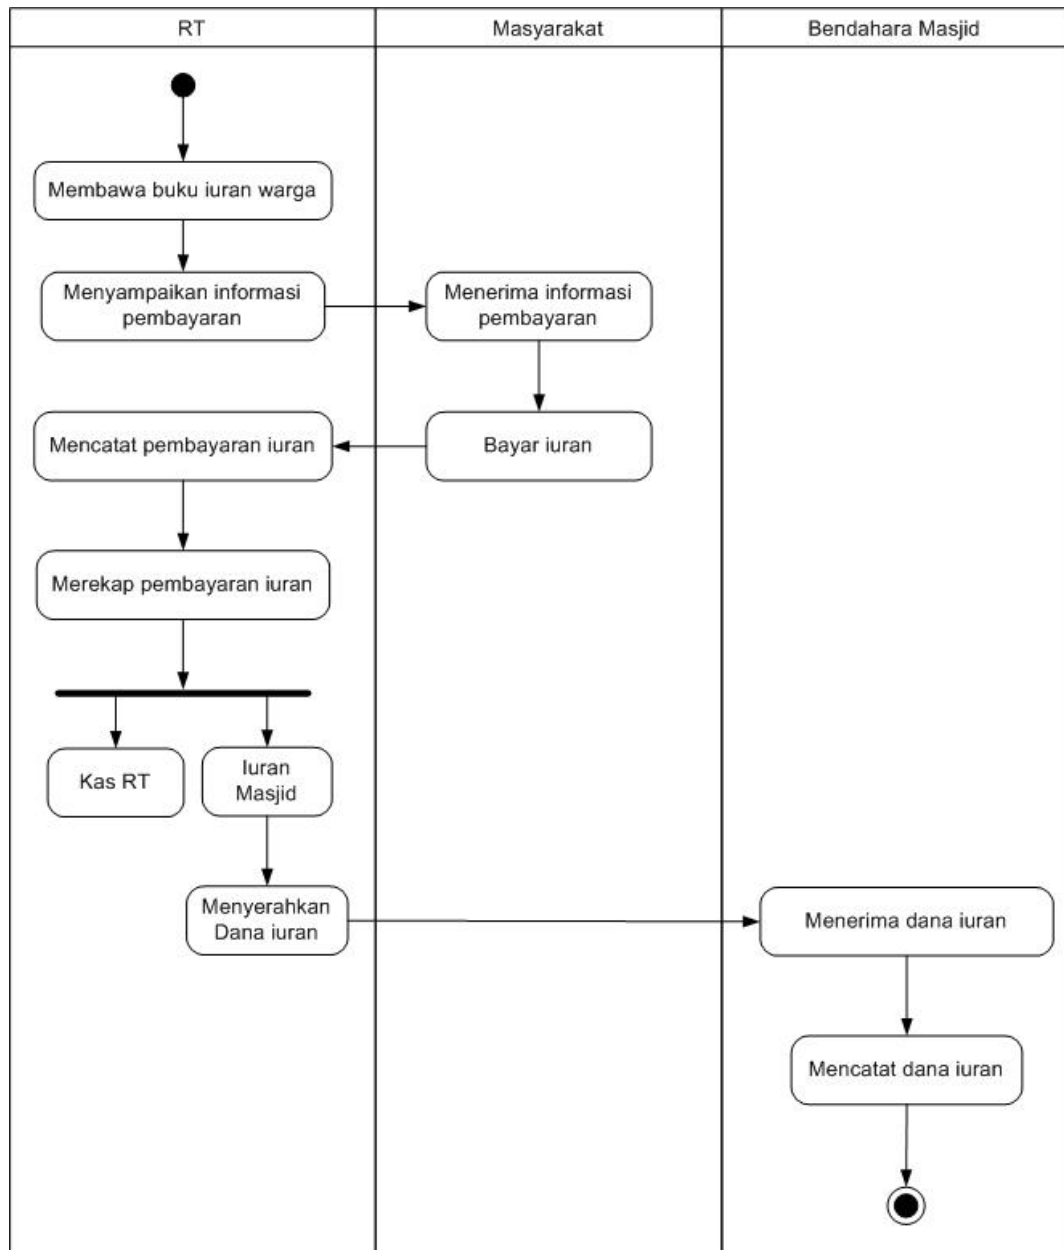 RT
Masyarakat
Bendahara Masjid
Membawa buku iuran warga
Menyampaikan informasi
pembayaran
Menerima informasi
pembayaran
Mencatat pembayaran iuran
Bayar iuran
Merekap pembayaran iuran
Kas RT
Iuran
Masjid
Menyerahkan
Dana iuran
Menerima dana iuran
Mencatat dana iuran